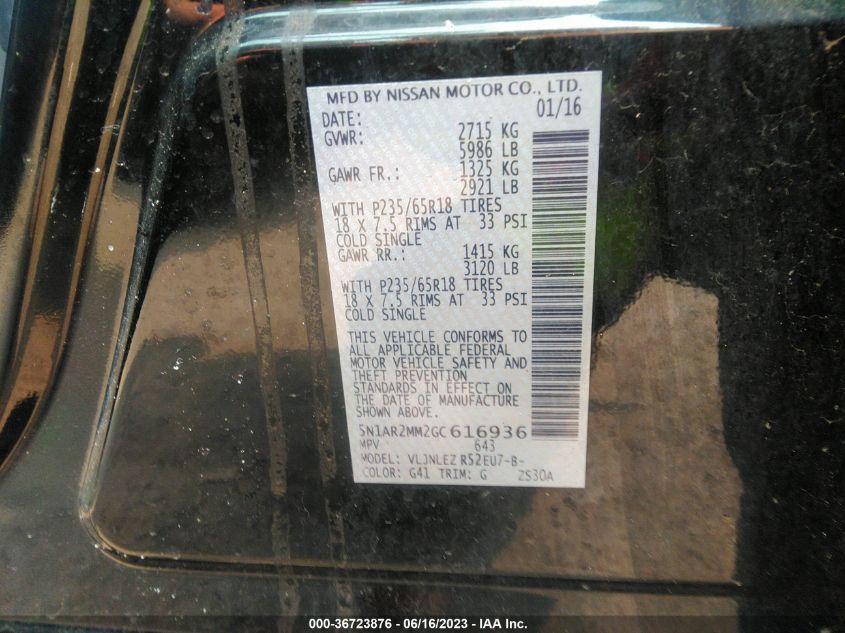 MFD BY NISSAN MOTOR CO., LTD.
DATE: 01/16
GVWR: 2715 KG
5986 LB
GAWR FR.: 1325 KG
2921 LB
WITH P235/65R18 TIRES
18 X 7.5 RIMS AT 33 PSI
COLD SINGLE
GAWR RR.: 1415 KG
3120 LB
WITH P235/65R18 TIRES
18 X 7.5 RIMS AT 33 PSI
COLD SINGLE
THIS VEHICLE CONFORMS TO
ALL APPLICABLE FEDERAL
MOTOR VEHICLE SAFETY AND
THEFT PREVENTION
STANDARDS IN EFFECT ON
THE DATE OF MANUFACTURE
SHOWN ABOVE.
5N1AR2MM2GC616936
MPV 643
MODEL: VLJNLEZ R52EU7-B-
COLOR: G41 TRIM: G ZS30A
000-36723876 - 06/16/2023 - IAA Inc.